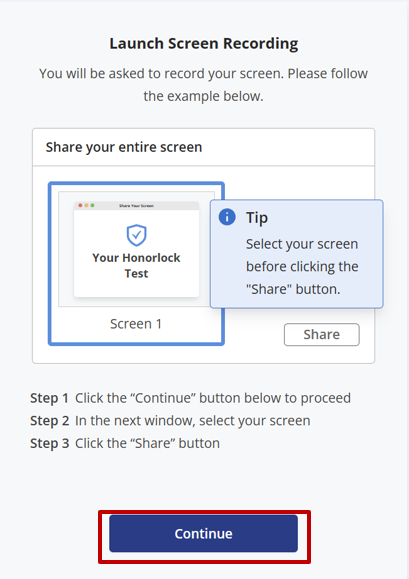 Launch Screen Recording
You will be asked to record your screen. Please follow
the example below.
Share your entire screen
Share Your Screen
Your Honorlock
Test
Screen 1
Tip
Select your screen
before clicking the
"Share" button.
Share
Step 1 Click the “Continue” button below to proceed
Step 2 In the next window, select your screen
Step 3 Click the “Share” button
Continue